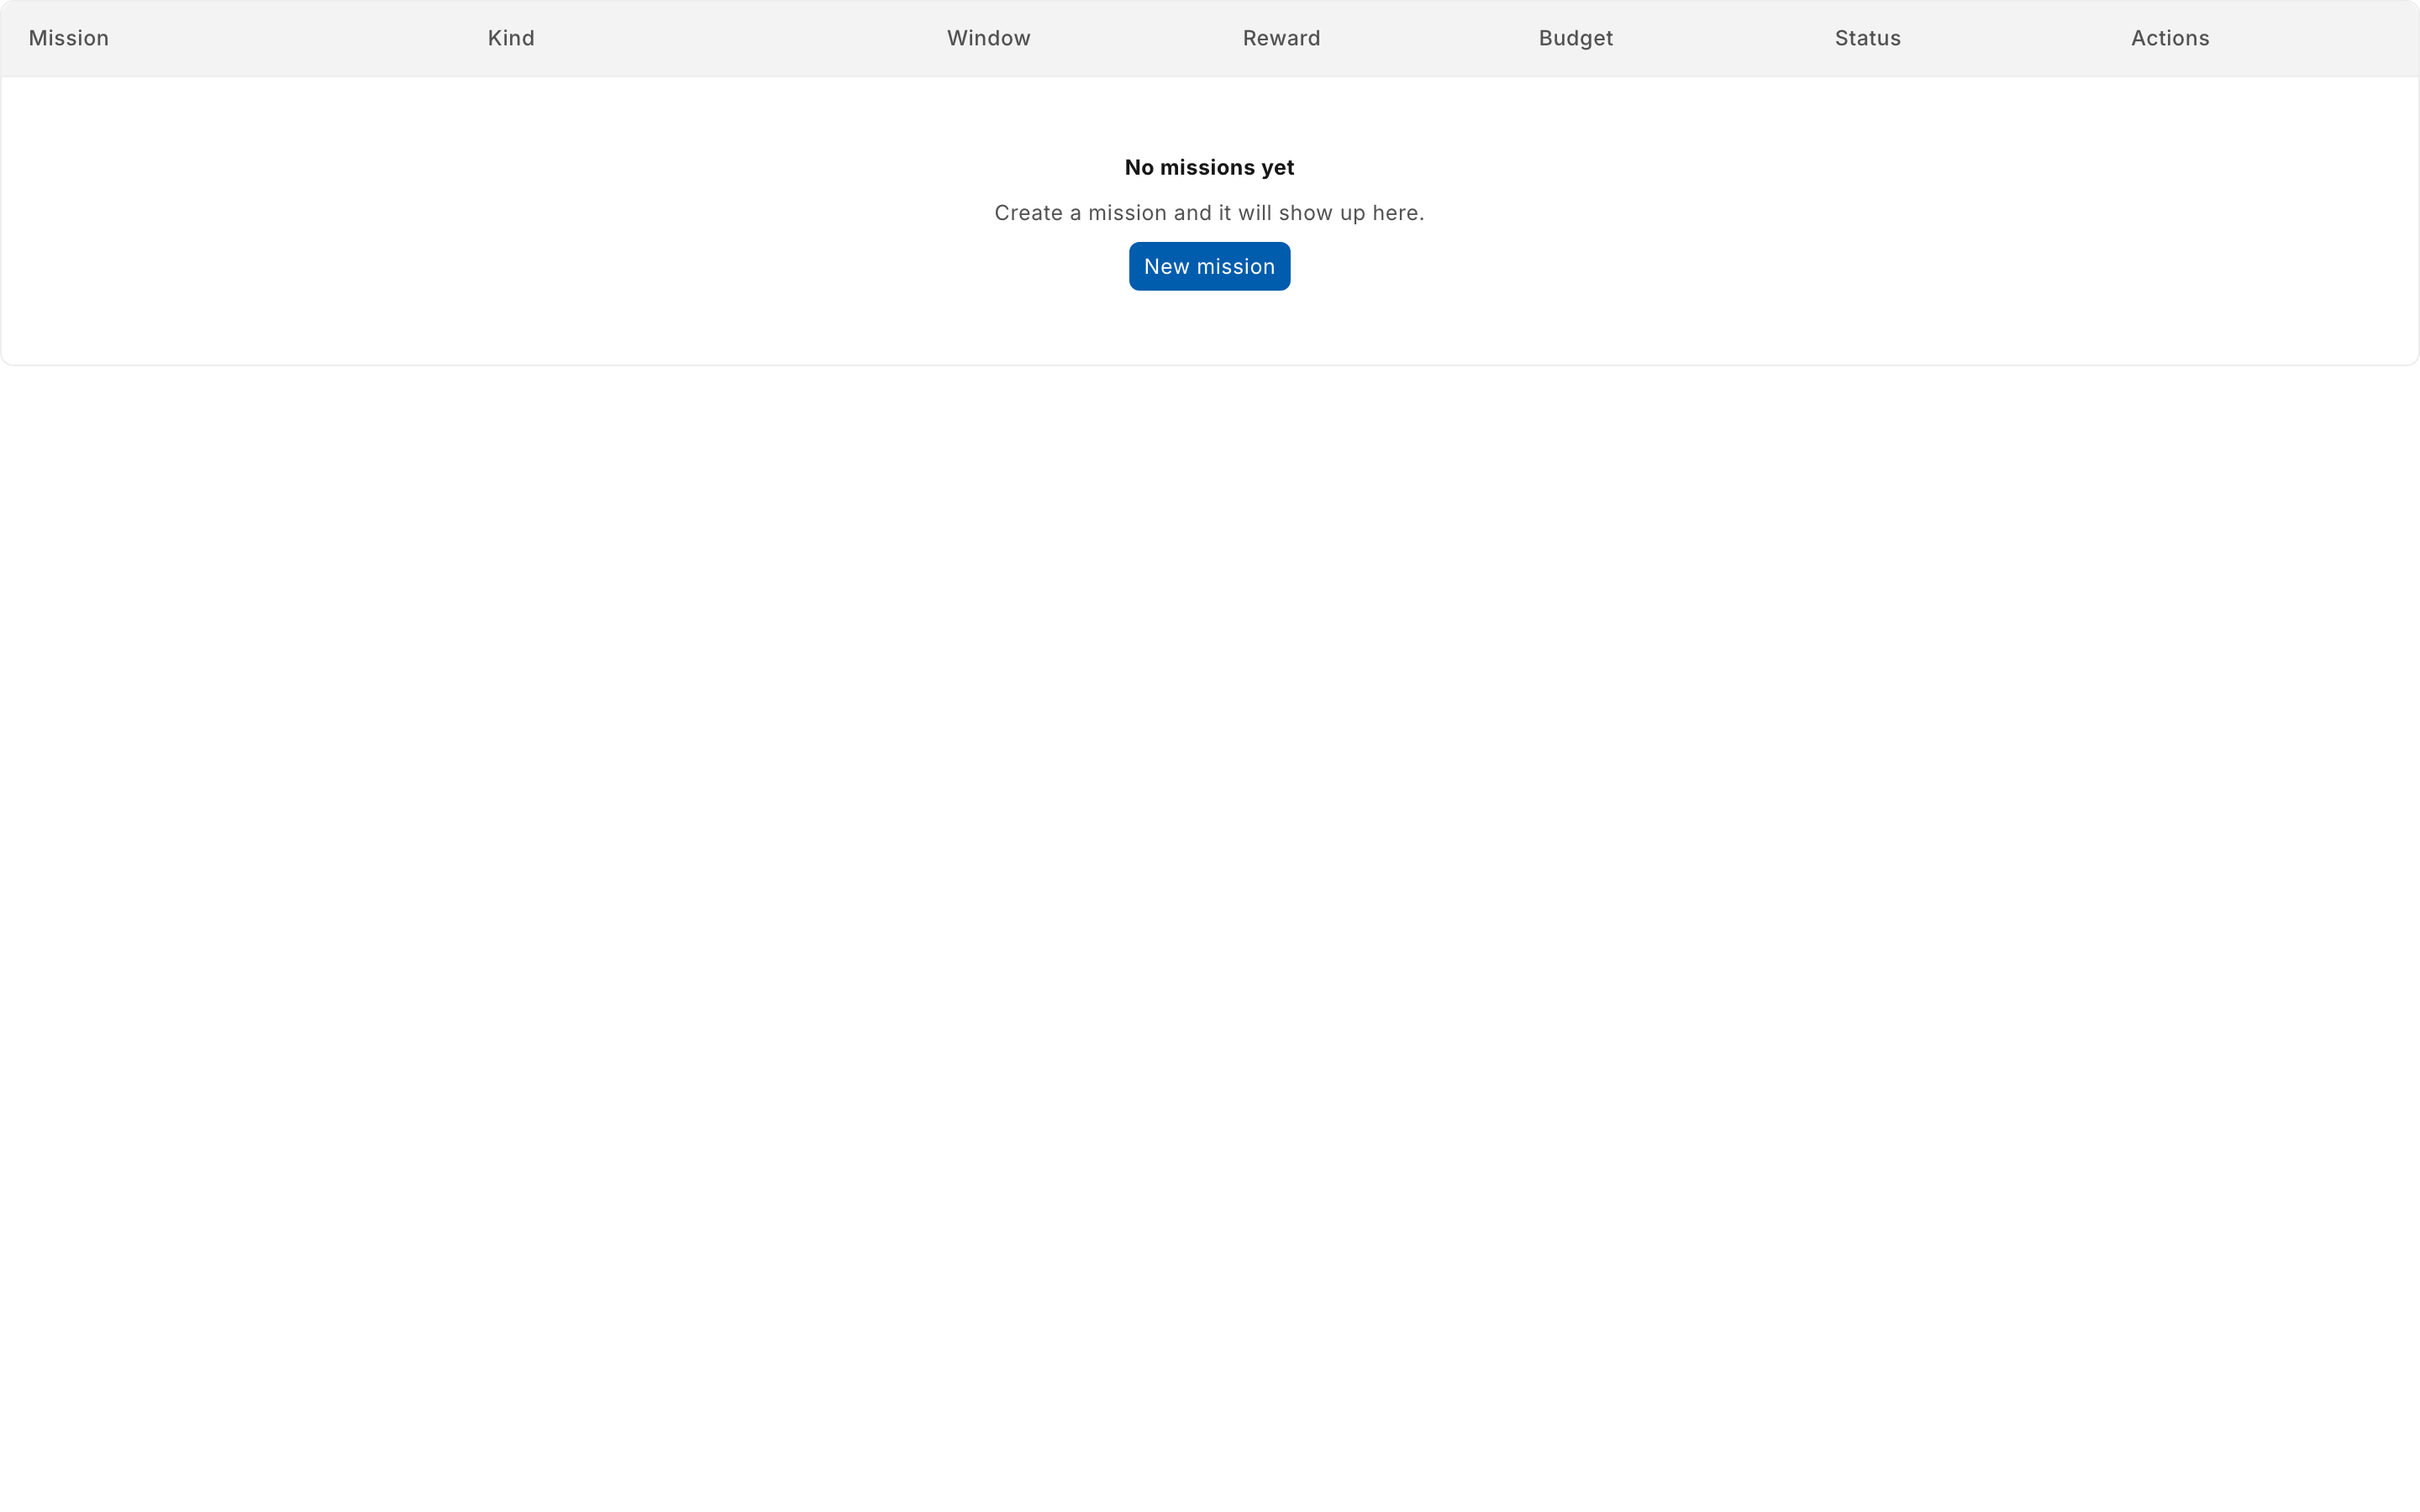 Mission Kind Window Reward Budget Status Actions
No missions yet
Create a mission and it will show up here.
New mission